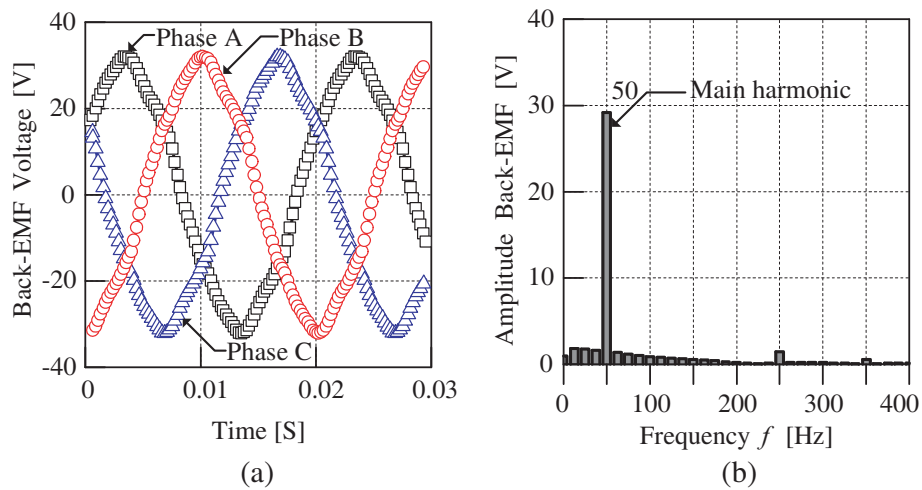 (a)
Back-EMF Voltage [V]
40
20
0
-20
-40
Phase A
Phase B
Phase C
0
0.01
0.02
0.03
Time [S]
(b)
Amplitude Back-EMF [V]
40
30
20
10
0
50
Main harmonic
0
100
200
300
400
Frequency f [Hz]
(a)
(b)